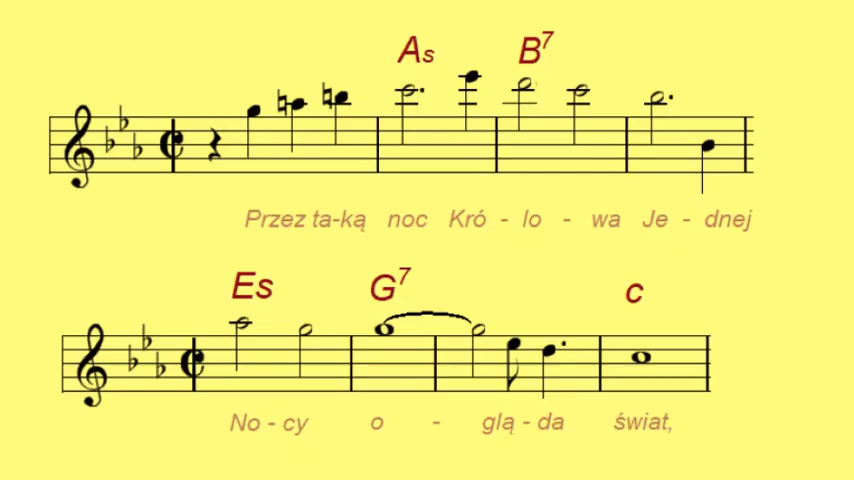 As B7
Przez ta-ką noc Kró - lo - wa Je - dnej
Es G7 c
No - cy o - glą - da świat,